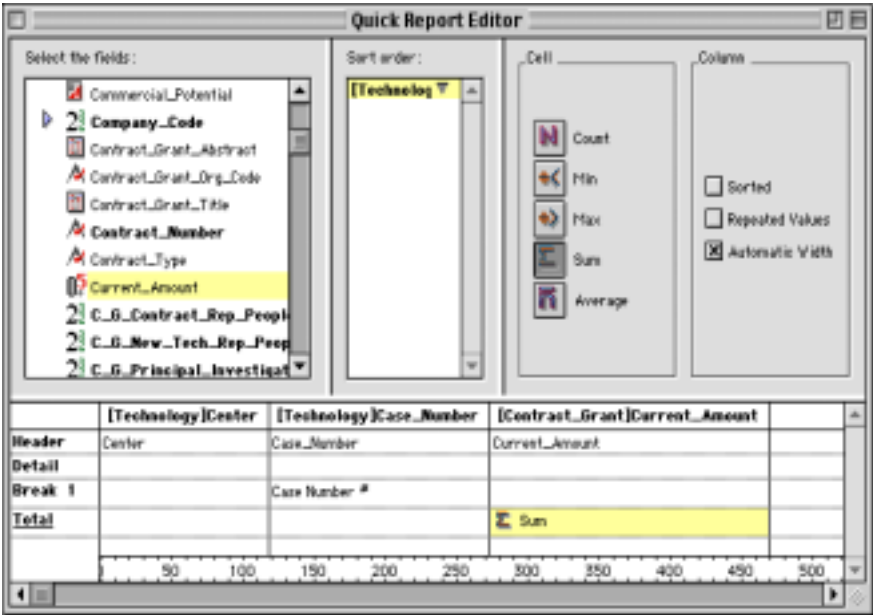 Quick Report Editor
Select the fields:
Commercial_Potential
Company_Code
Contract_Grant_Abstract
Contract_Grant_Org_Code
Contract_Grant_Title
Contract_Number
Contract_Type
Current_Amount
C_G_Contract_Rep_People
C_G_New_Tech_Rep_Peop
C_G_Principal_Investigat
Sort order:
[Technolog
Cell
Count
Min
Max
Sum
Average
Column
Sorted
Repeated Values
Automatic Width
[Technology]Center [Technology]Case_Number [Contract_Grant]Current_Amount
Header Center Case_Number Current_Amount
Detail
Break 1 Case Number #
Total Sum
50 100 150 200 250 300 350 400 450 500